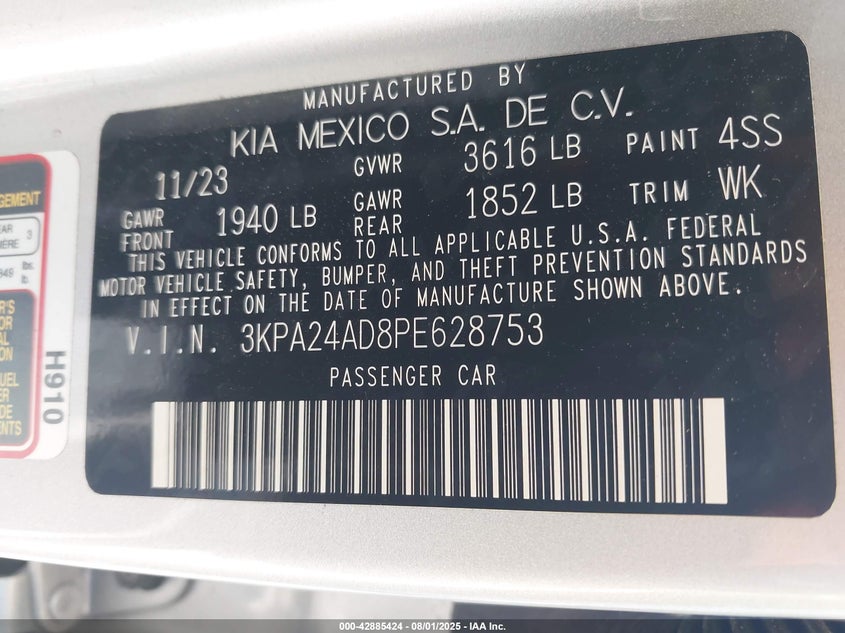 MANUFACTURED BY
KIA MEXICO S.A. DE C.V.
11/23 GVWR 3616 LB PAINT 4SS
GAWR FRONT 1940 LB GAWR REAR 1852 LB TRIM WK
THIS VEHICLE CONFORMS TO ALL APPLICABLE U.S.A. FEDERAL
MOTOR VEHICLE SAFETY, BUMPER, AND THEFT PREVENTION STANDARDS
IN EFFECT ON THE DATE OF MANUFACTURE SHOWN ABOVE.
V.I.N. 3KPA24AD8PE628753
PASSENGER CAR
H910
000-42885424 - 08/01/2025 - IAA Inc.